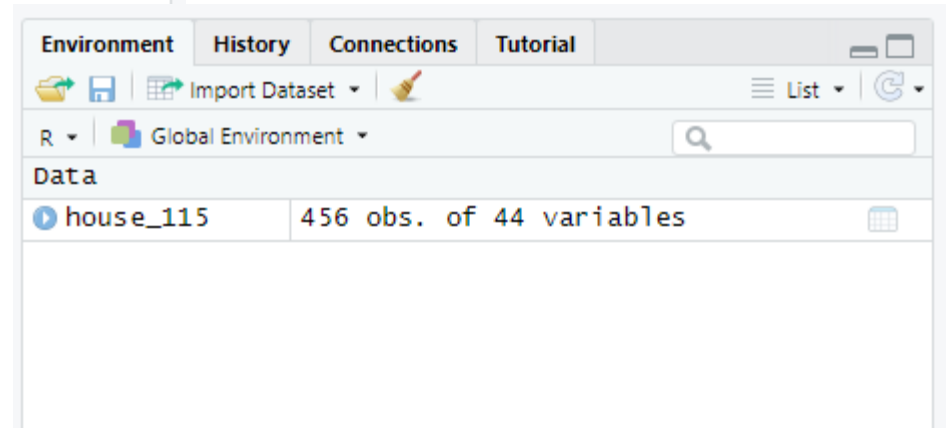 Environment History Connections Tutorial
Import Dataset List
R Global Environment
Data
house_115 456 obs. of 44 variables